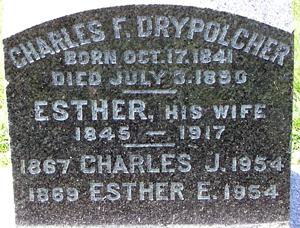 CHARLES F. DRYPOLCHER
BORN OCT. 17. 1841
DIED JULY 3. 1890
ESTHER, HIS WIFE
1845 – 1917
1867 CHARLES J. 1954
1869 ESTHER E. 1954